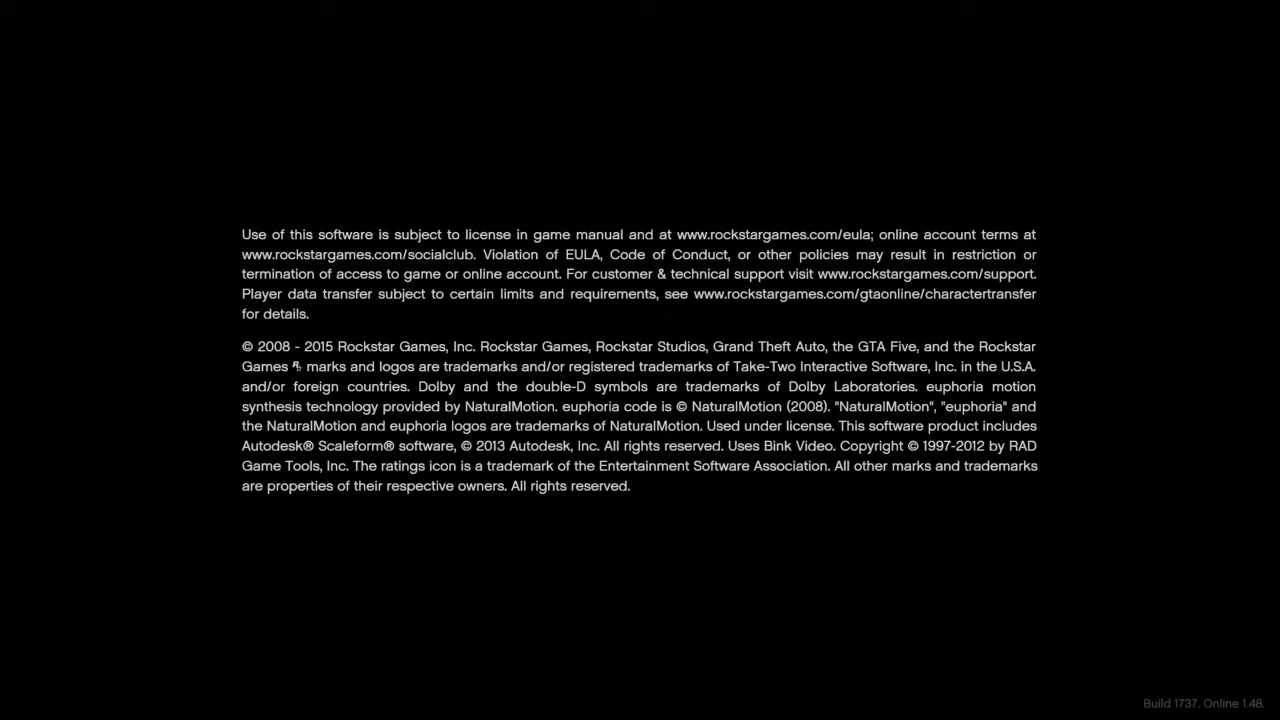 Use of this software is subject to license in game manual and at www.rockstargames.com/eula; online account terms at
www.rockstargames.com/socialclub. Violation of EULA, Code of Conduct, or other policies may result in restriction or
termination of access to game or online account. For customer & technical support visit www.rockstargames.com/support.
Player data transfer subject to certain limits and requirements, see www.rockstargames.com/gtaonline/charactertransfer
for details.
© 2008 - 2015 Rockstar Games, Inc. Rockstar Games, Rockstar Studios, Grand Theft Auto, the GTA Five, and the Rockstar
Games R* marks and logos are trademarks and/or registered trademarks of Take-Two Interactive Software, Inc. in the U.S.A.
and/or foreign countries. Dolby and the double-D symbols are trademarks of Dolby Laboratories. euphoria motion
synthesis technology provided by NaturalMotion. euphoria code is © NaturalMotion (2008). "NaturalMotion", "euphoria" and
the NaturalMotion and euphoria logos are trademarks of NaturalMotion. Used under license. This software product includes
Autodesk® Scaleform® software, © 2013 Autodesk, Inc. All rights reserved. Uses Bink Video. Copyright © 1997-2012 by RAD
Game Tools, Inc. The ratings icon is a trademark of the Entertainment Software Association. All other marks and trademarks
are properties of their respective owners. All rights reserved.
Build 1737, Online 1.48.